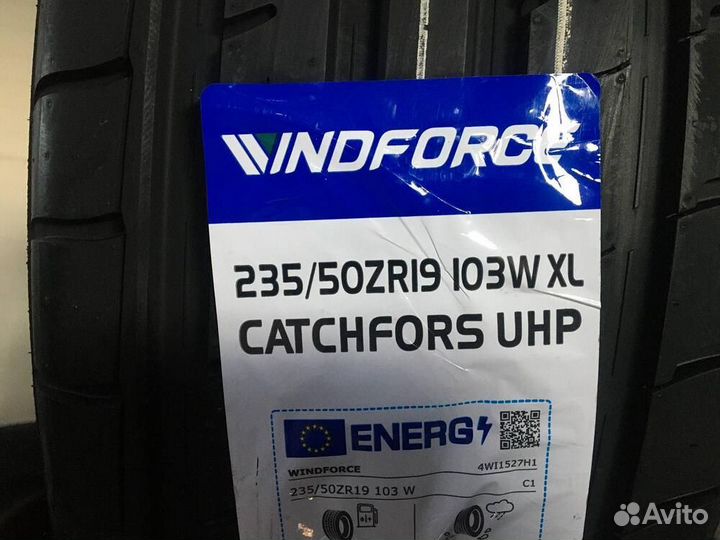 WINDFORCE
235/50ZR19 103W XL
CATCHFORS UHP
ENERG
WINDFORCE 4WI1527H1
235/50ZR19 103 W C1
Avito